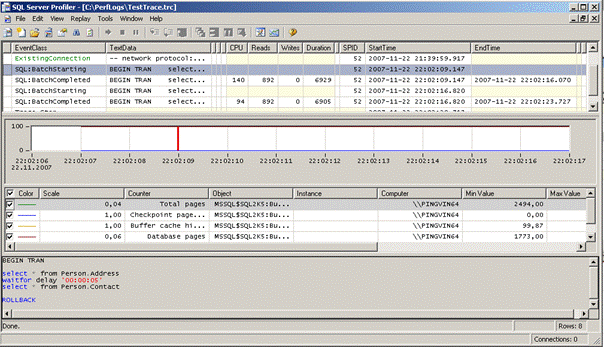 SQL Server Profiler - [C:\PerfLogs\TestTrace.trc]
File Edit View Replay Tools Window Help
EventClass TextData CPU Reads Writes Duration SPID StartTime EndTime
ExistingConnection -- network protocol:... 52 2007-11-22 21:39:59.917
SQL:BatchStarting BEGIN TRAN select... 52 2007-11-22 22:02:09.147
SQL:BatchCompleted BEGIN TRAN select... 140 892 0 6929 52 2007-11-22 22:02:09.147 2007-11-22 22:02:16.070
SQL:BatchStarting BEGIN TRAN select... 52 2007-11-22 22:02:16.820
SQL:BatchCompleted BEGIN TRAN select... 94 892 0 6905 52 2007-11-22 22:02:16.820 2007-11-22 22:02:23.727
100
0
22:02:06 22:02:07 22:02:08 22:02:09 22:02:10 22:02:11 22:02:12 22:02:13 22:02:14 22:02:15 22:02:16 22:02:17
22.11.2007
Color Scale Counter Object Instance Computer Min Value Max Value
0,04 Total pages MSSQL$SQL2K5:Bu... \\PINGVIN64 2494,00
1,00 Checkpoint page... MSSQL$SQL2K5:Bu... \\PINGVIN64 0,00
1,00 Buffer cache hi... MSSQL$SQL2K5:Bu... \\PINGVIN64 99,87
0,06 Database pages MSSQL$SQL2K5:Bu... \\PINGVIN64 1773,00
BEGIN TRAN
select * from Person.Address
waitfor delay '00:00:05'
select * from Person.Contact
ROLLBACK
Done.
Rows: 8
Connections: 0